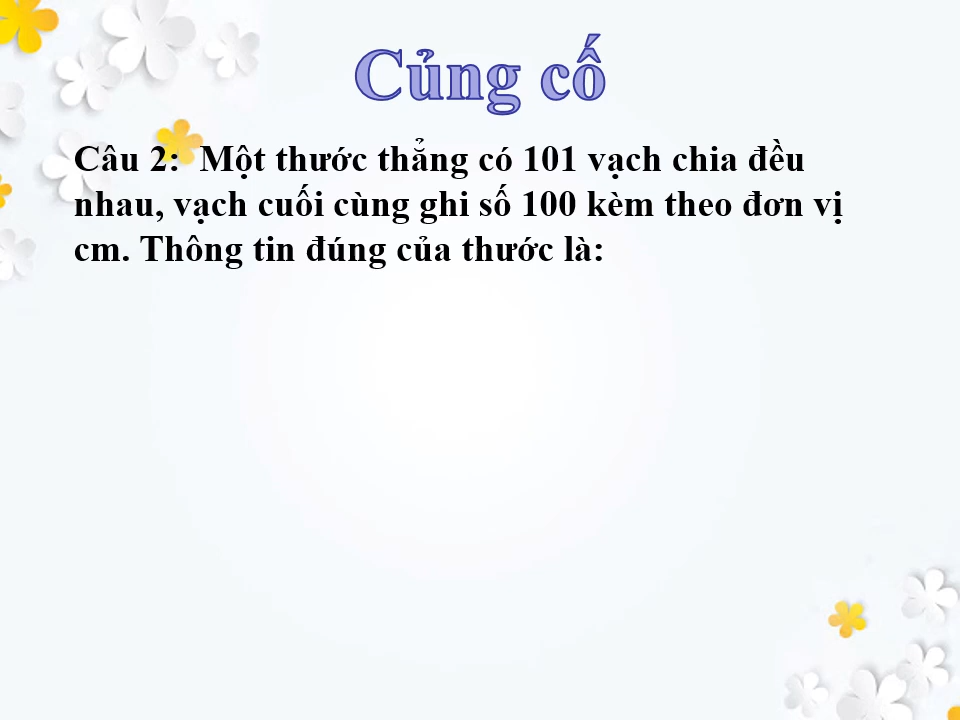 Củng cố
Câu 2:  Một thước thẳng có 101 vạch chia đều
nhau, vạch cuối cùng ghi số 100 kèm theo đơn vị
cm. Thông tin đúng của thước là: